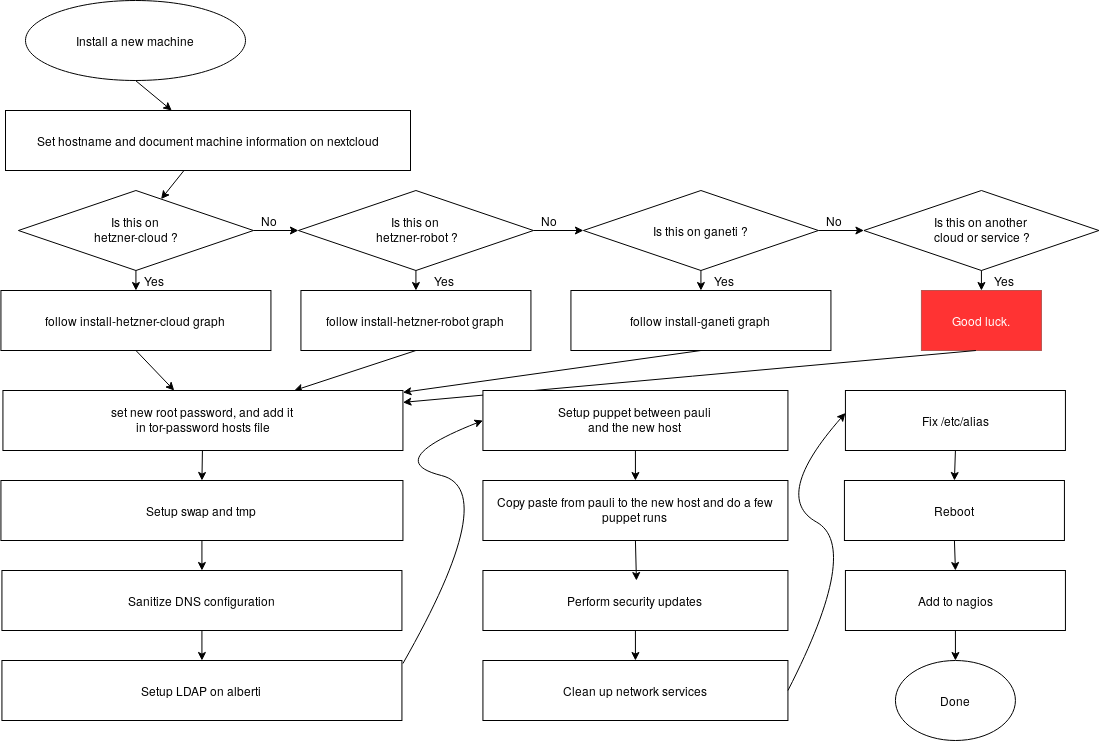 Install a new machine
Set hostname and document machine information on nextcloud
Is this on
hetzner-cloud ?
No
Is this on
hetzner-robot ?
No
Is this on ganeti ?
No
Is this on another
cloud or service ?
Yes
Yes
Yes
Yes
follow install-hetzner-cloud graph
follow install-hetzner-robot graph
follow install-ganeti graph
Good luck.
set new root password, and add it
in tor-password hosts file
Setup swap and tmp
Sanitize DNS configuration
Setup LDAP on alberti
Setup puppet between pauli
and the new host
Copy paste from pauli to the new host and do a few
puppet runs
Perform security updates
Clean up network services
Fix /etc/alias
Reboot
Add to nagios
Done